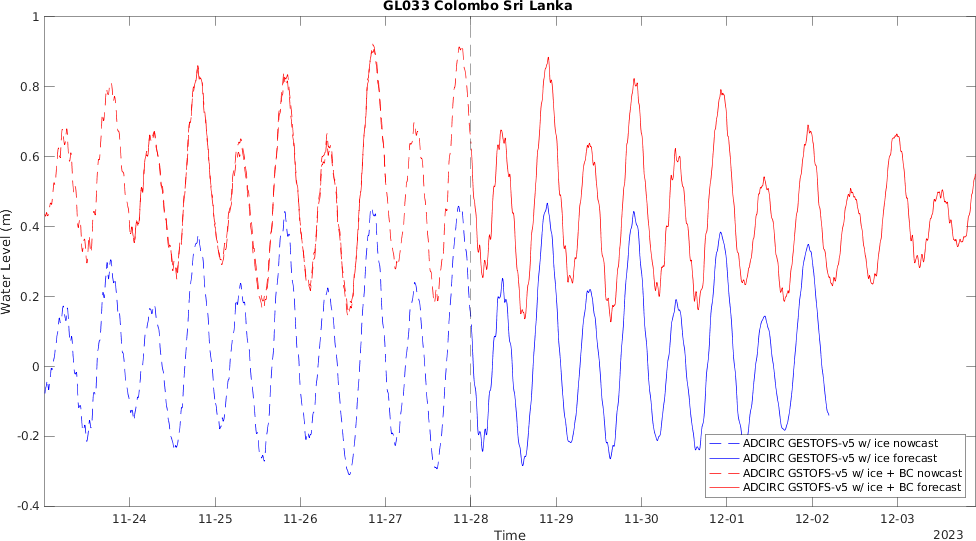 GL033 Colombo Sri Lanka
1
0.8
0.6
0.4
0.2
0
-0.2
-0.4
Water Level (m)
11-24 11-25 11-26 11-27 11-28 11-29 11-30 12-01 12-02 12-03
Time
2023
ADCIRC GESTOFS-v5 w/ ice nowcast
ADCIRC GESTOFS-v5 w/ ice forecast
ADCIRC GSTOFS-v5 w/ ice + BC nowcast
ADCIRC GSTOFS-v5 w/ ice + BC forecast